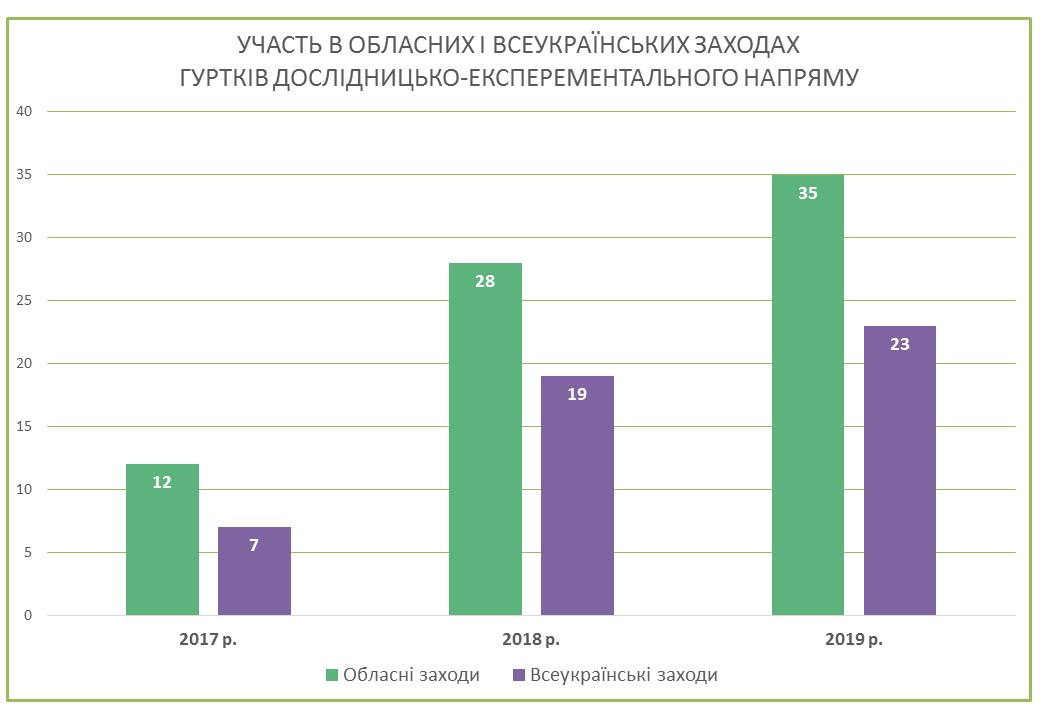 УЧАСТЬ В ОБЛАСНИХ І ВСЕУКРАЇНСЬКИХ ЗАХОДАХ
ГУРТКІВ ДОСЛІДНИЦЬКО-ЕКСПЕРЕМЕНТАЛЬНОГО НАПРЯМУ
40
35
30
25
20
15
10
5
0
12
7
28
19
35
23
2017 р.
2018 р.
2019 р.
Обласні заходи
Всеукраїнські заходи